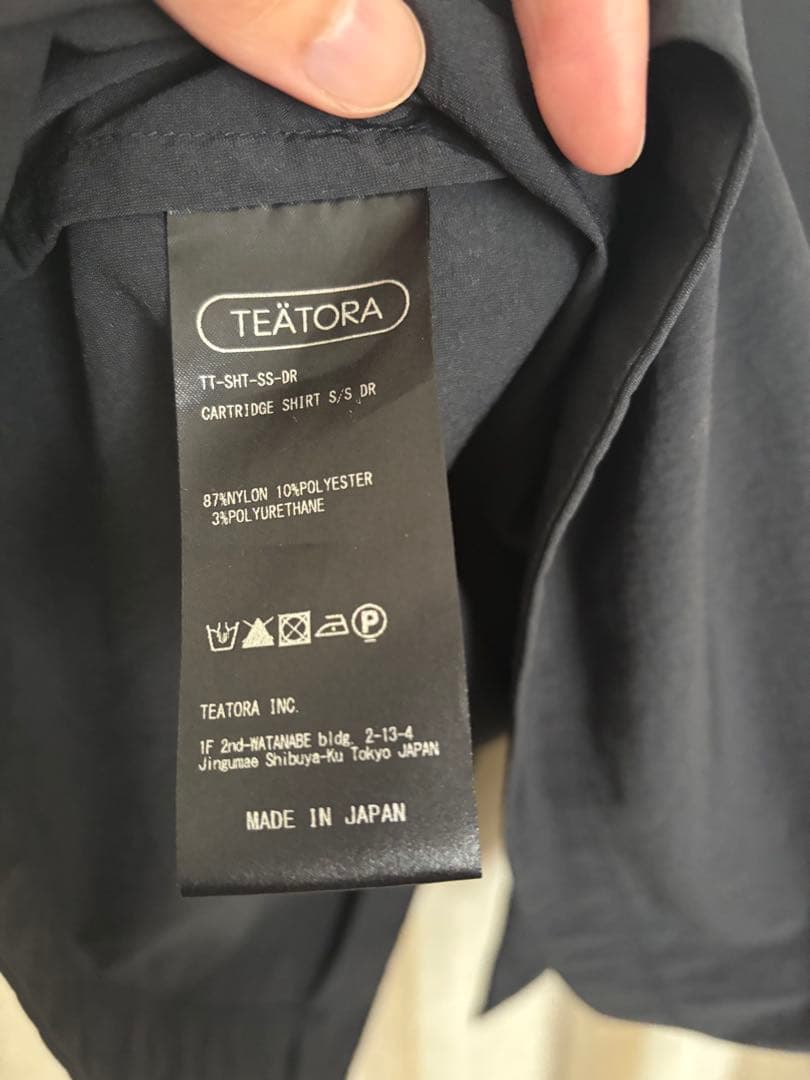 TEÄTORA
TT-SHT-SS-DR
CARTRIDGE SHIRT S/S DR
87%NYLON 10%POLYESTER
3%POLYURETHANE
P
TEATORA INC.
1F 2nd-WATANABE bldg. 2-13-4
Jingumae Shibuya-Ku Tokyo JAPAN
MADE IN JAPAN